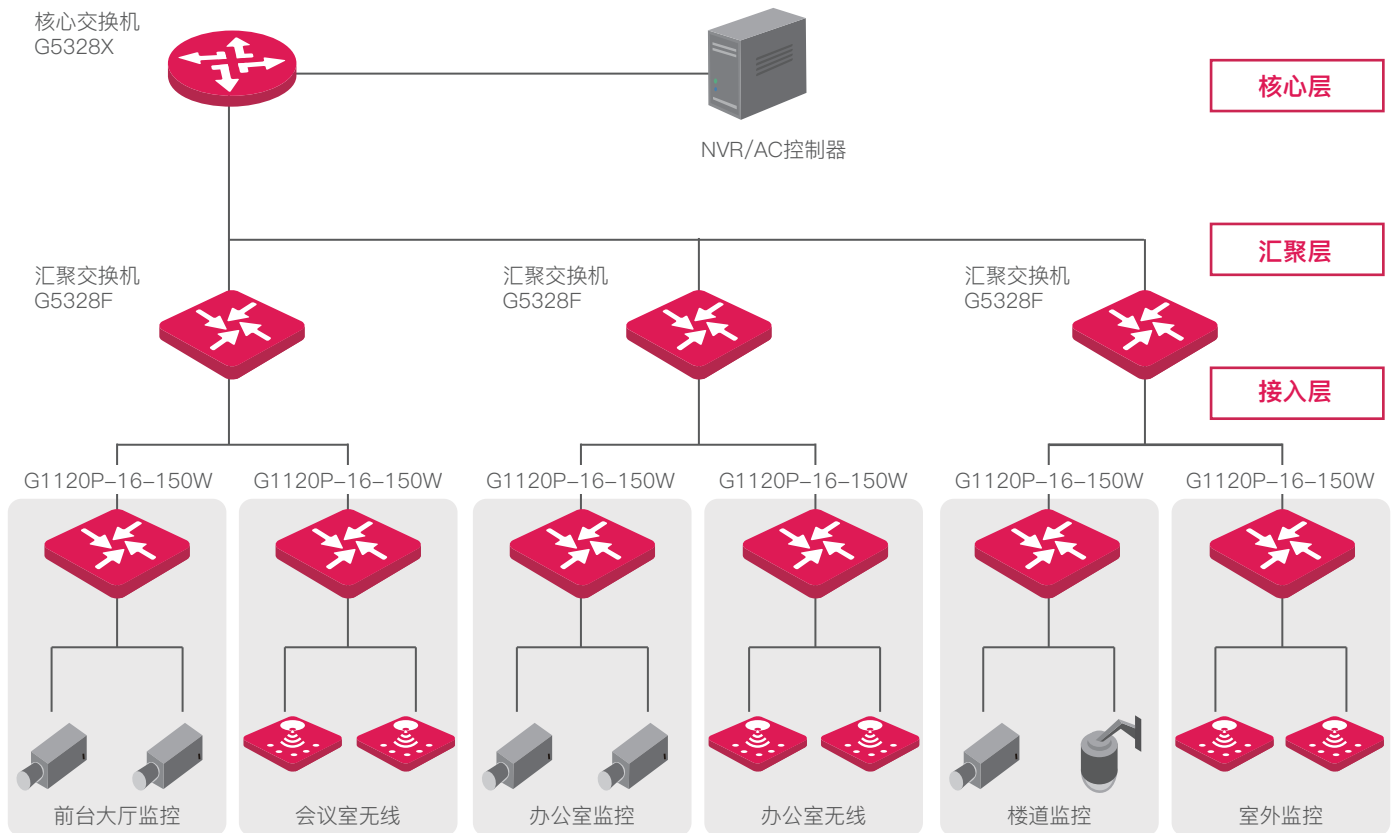 核心交换机
G5328X
NVR/AC控制器
核心层
汇聚层
汇聚交换机
G5328F
汇聚交换机
G5328F
汇聚交换机
G5328F
接入层
G1120P–16–150W
G1120P–16–150W
G1120P–16–150W
G1120P–16–150W
G1120P–16–150W
G1120P–16–150W
前台大厅监控
会议室无线
办公室监控
办公室无线
楼道监控
室外监控